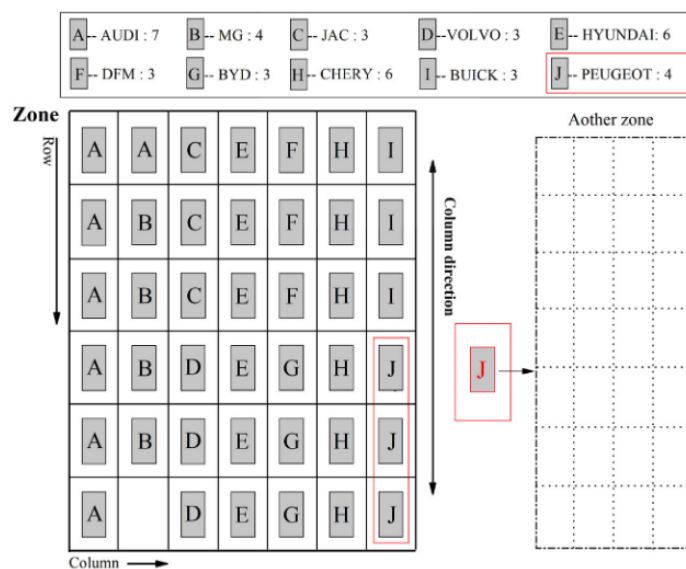 A-- AUDI : 7 B-- MG : 4 C-- JAC : 3 D--VOLVO : 3 E-- HYUNDAI: 6
F-- DFM : 3 G-- BYD : 3 H-- CHERY : 6 I-- BUICK : 3 J-- PEUGEOT : 4
Zone
Aother zone
Row
A A C E F H I
A B C E F H I
A B C E F H I
A B D E G H J
A B D E G H J
A D E G H J
Column direction
J
Column